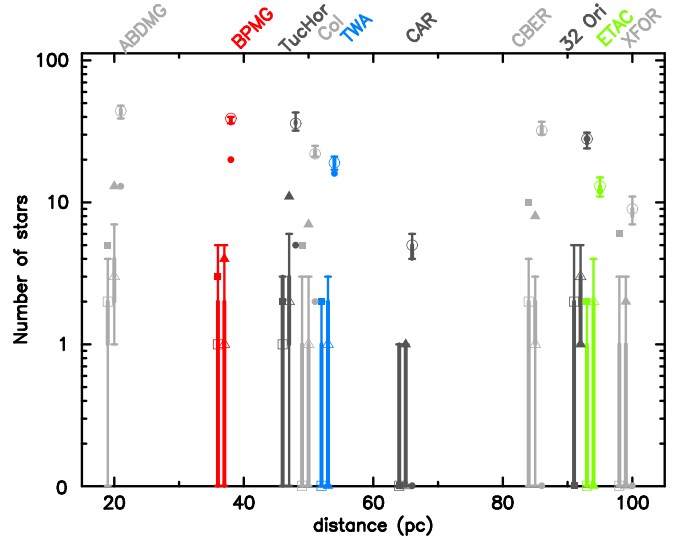 ABDMG BPMG TucHor Col TWA CAR CBER 32 Ori ETAC XFOR
100
10
1
0
Number of stars
20 40 60 80 100
distance (pc)